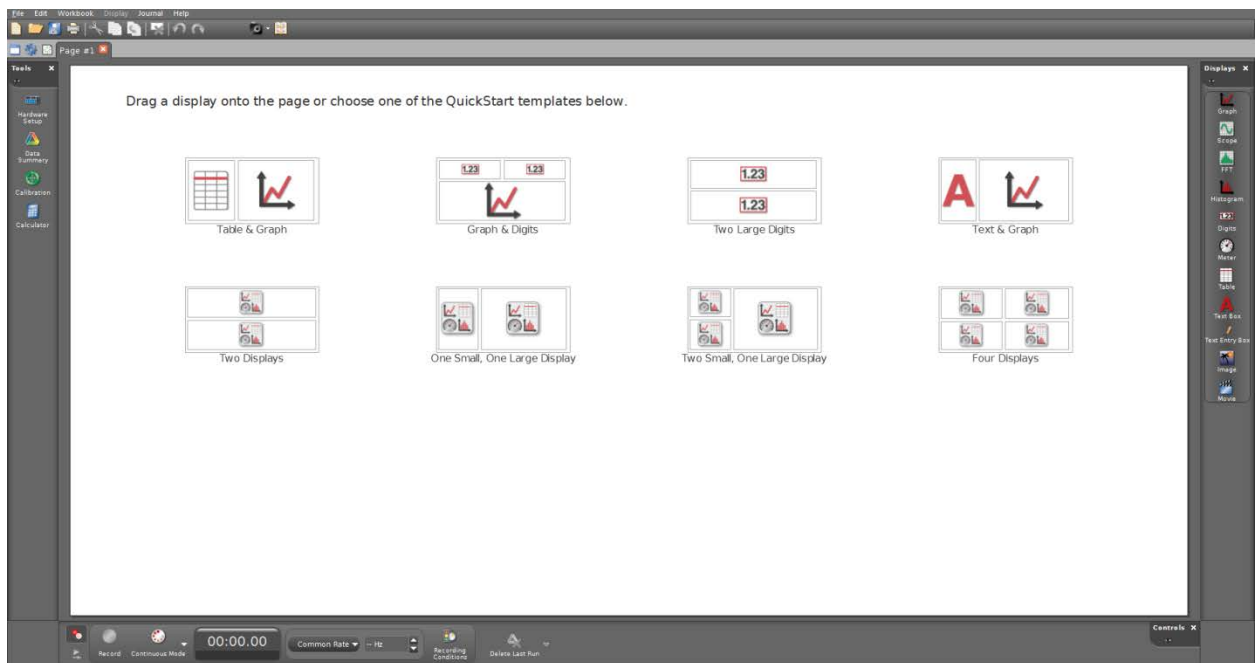 File Edit Workbook Display Journal Help
Page #1
Tools
Displays
Drag a display onto the page or choose one of the QuickStart templates below.
Hardware
Setup
Data
Summary
Calibration
Calculator
1.23 1.23
1.23
1.23
A
Table & Graph
Graph & Digits
Two Large Digits
Text & Graph
Two Displays
One Small, One Large Display
Two Small, One Large Display
Four Displays
Graph
Scope
FFT
Histogram
1.23
Digits
Meter
Table
A
Text Box
Text Entry Box
Image
Movie
Controls
Record
Continuous Mode
00:00.00
Common Rate
-- Hz
Recording
Conditions
Delete Last Run